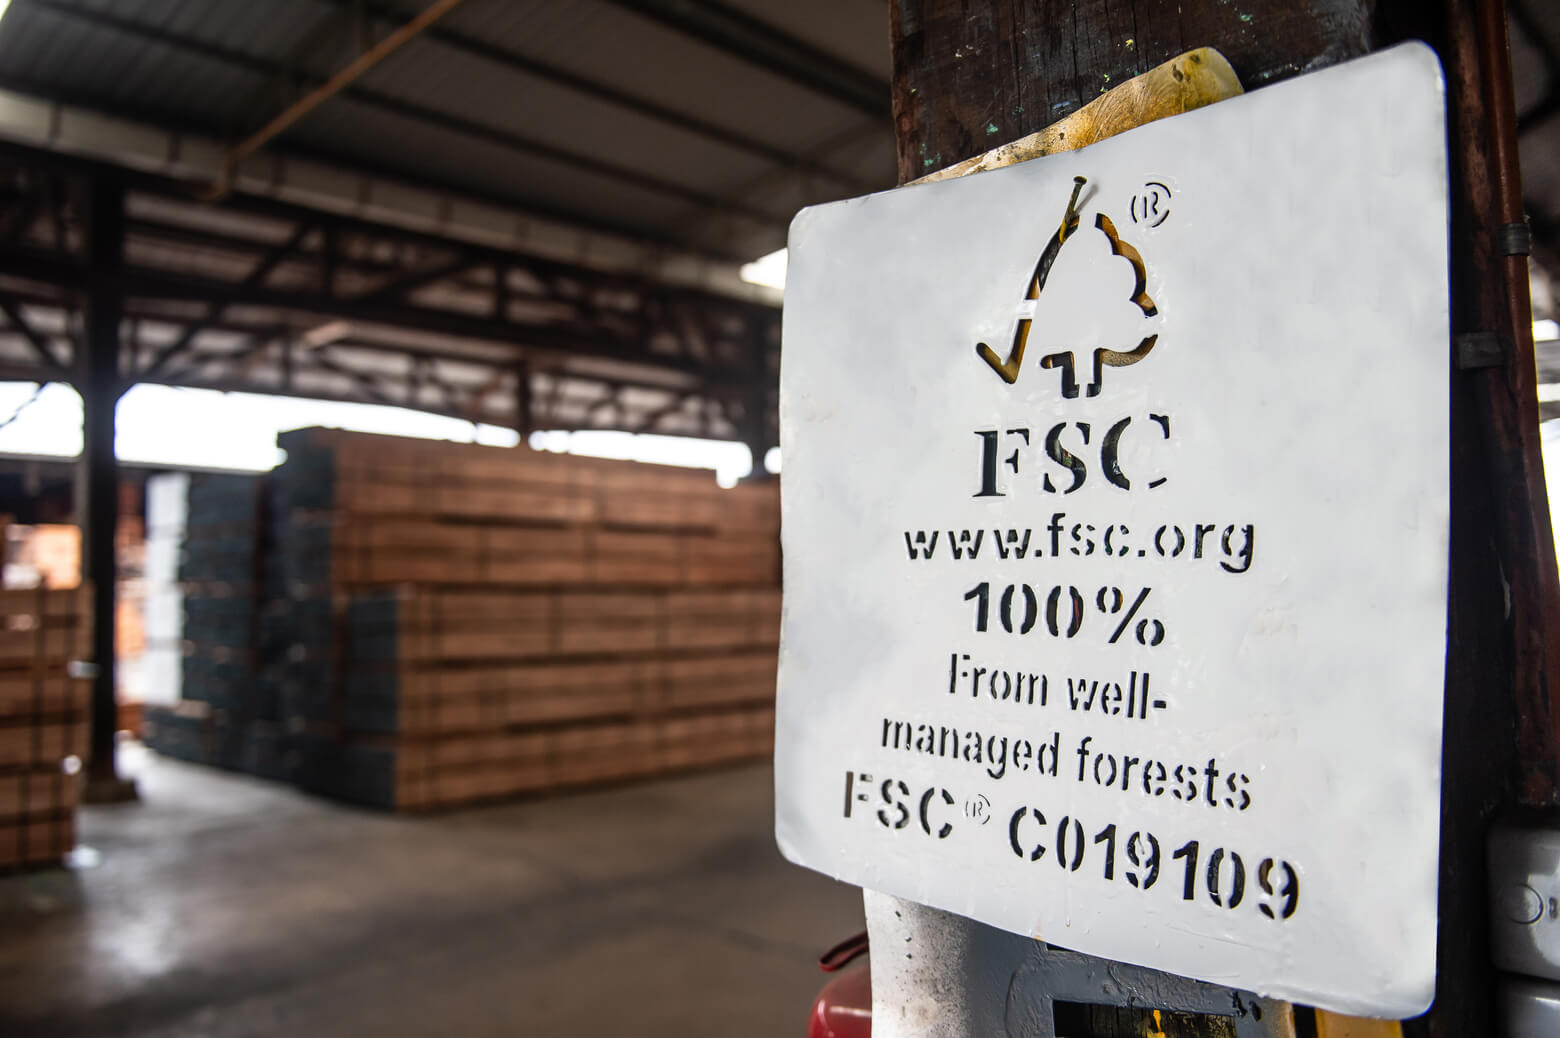 ®
FSC
www.fsc.org
100%
From well-
managed forests
FSC® C019109